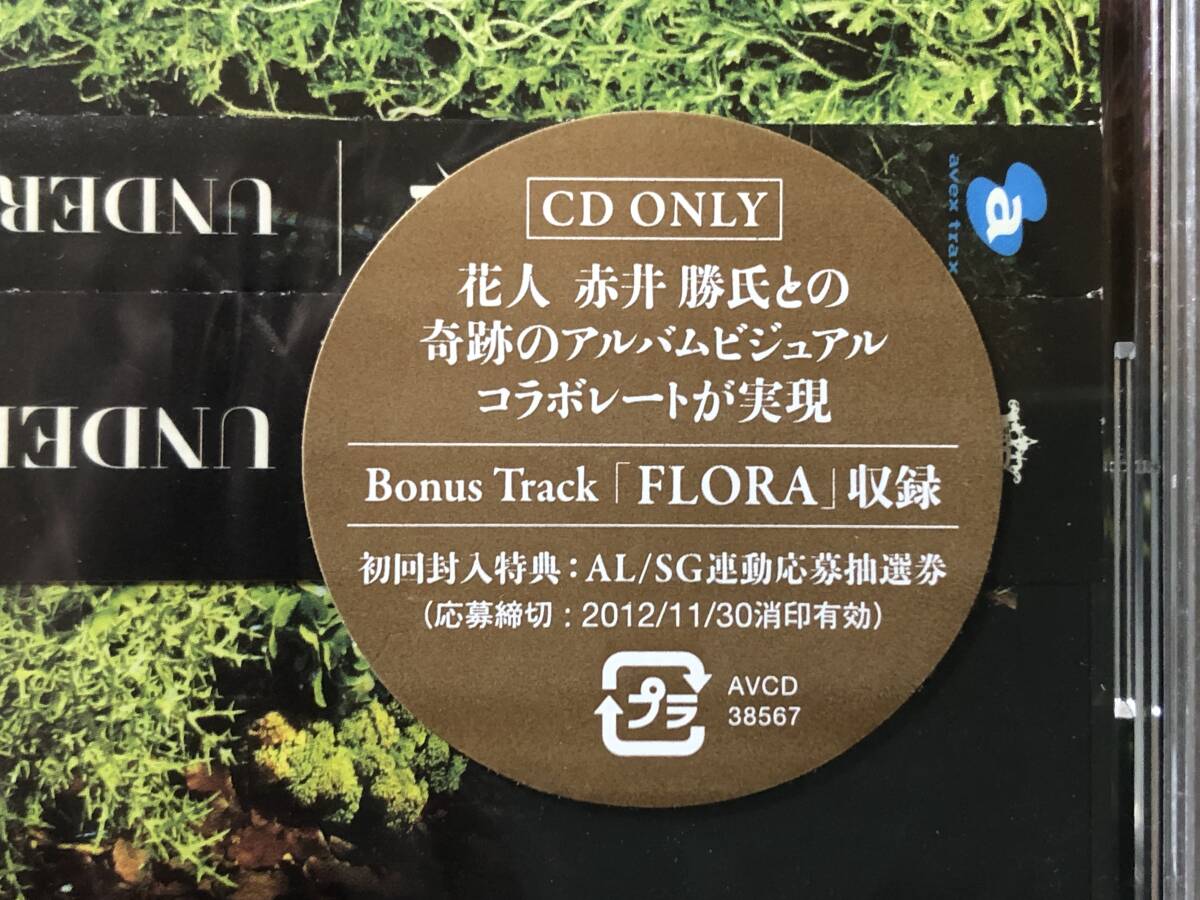 CD ONLY
花人 赤井 勝氏との
奇跡のアルバムビジュアル
コラボレートが実現
Bonus Track「FLORA」収録
初回封入特典：AL/SG連動応募抽選券
（応募締切：2012/11/30消印有効）
プラ
AVCD
38567
a
avex trax
UNDER
UNDER